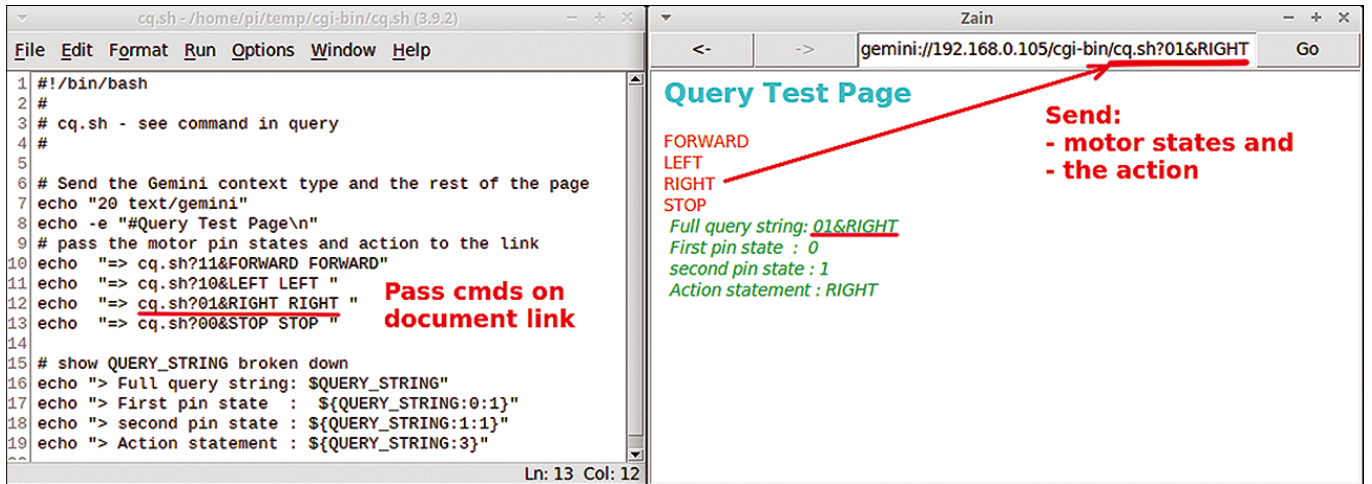 cq.sh - /home/pi/temp/cgi-bin/cq.sh (3.9.2)
File Edit Format Run Options Window Help
1 #!/bin/bash
2 #
3 # cq.sh - see command in query
4 #
5
6 # Send the Gemini context type and the rest of the page
7 echo "20 text/gemini"
8 echo -e "#Query Test Page\n"
9 # pass the motor pin states and action to the link
10 echo  "=> cq.sh?11&FORWARD FORWARD"
11 echo  "=> cq.sh?10&LEFT LEFT "
12 echo  "=> cq.sh?01&RIGHT RIGHT "
13 echo  "=> cq.sh?00&STOP STOP "
14
15 # show QUERY_STRING broken down
16 echo "> Full query string: $QUERY_STRING"
17 echo "> First pin state  :  ${QUERY_STRING:0:1}"
18 echo "> second pin state : ${QUERY_STRING:1:1}"
19 echo "> Action statement : ${QUERY_STRING:3}"
Pass cmds on
document link
Ln: 13 Col: 12
Zain
<- -> gemini://192.168.0.105/cgi-bin/cq.sh?01&RIGHT Go
Query Test Page
FORWARD
LEFT
RIGHT
STOP
Full query string: 01&RIGHT
First pin state  :  0
second pin state : 1
Action statement : RIGHT
Send:
- motor states and
- the action